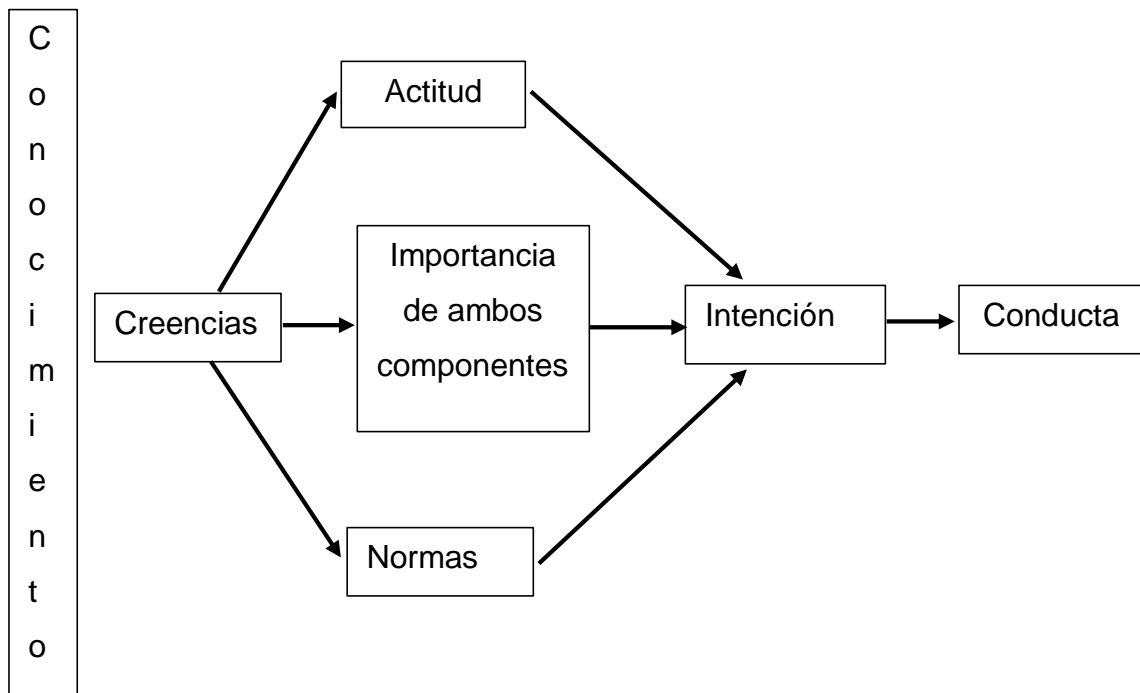 C
o
n
o
c
i
m
i
e
n
t
o
Actitud
Creencias
Importancia
de ambos
componentes
Normas
Intención
Conducta